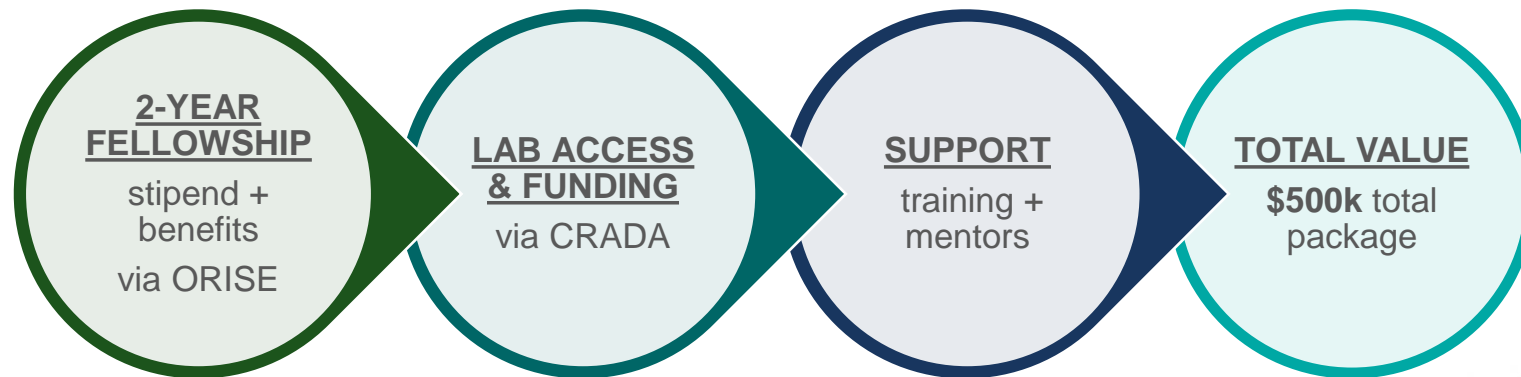 2-YEAR
FELLOWSHIP
stipend +
benefits
via ORISE
LAB ACCESS
& FUNDING
via CRADA
SUPPORT
training +
mentors
TOTAL VALUE
$500k total
package